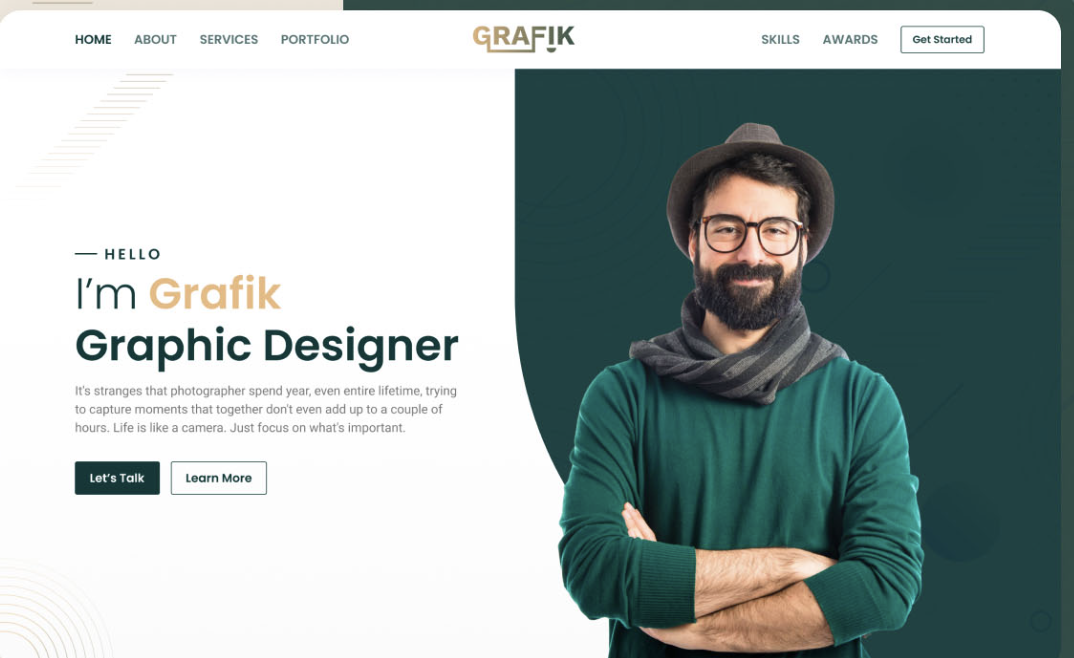 HOME ABOUT SERVICES PORTFOLIO GRAFIK SKILLS AWARDS Get Started
HELLO
I'm Grafik
Graphic Designer
It's stranges that photographer spend year, even entire lifetime, trying
to capture moments that together don't even add up to a couple of
hours. Life is like a camera. Just focus on what's important.
Let's Talk Learn More